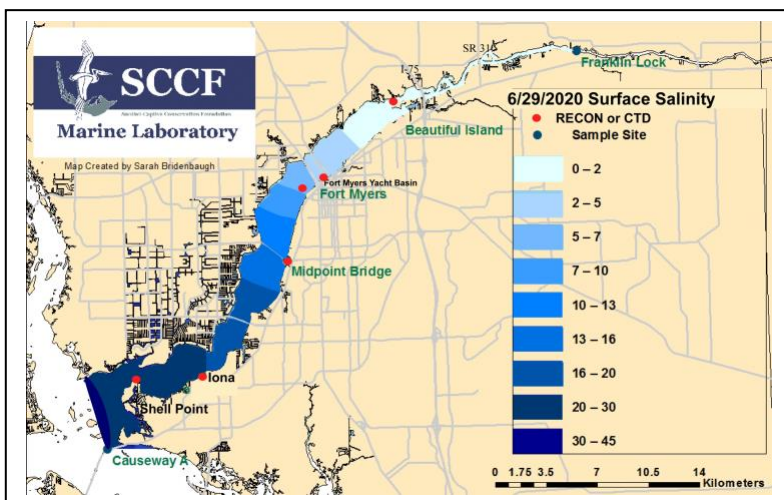 SCCF
Sanibel-Captiva Conservation Foundation
Marine Laboratory
Map Created by Sarah Bridenbaugh
I-75
SR 31
Franklin Lock
Beautiful Island
Fort Myers Yacht Basin
Fort Myers
Midpoint Bridge
Iona
Shell Point
Causeway A
6/29/2020 Surface Salinity
RECON or CTD
Sample Site
0 – 2
2 – 5
5 – 7
7 – 10
10 – 13
13 – 16
16 – 20
20 – 30
30 – 45
0 1.75 3.5 7 10.5 14
Kilometers